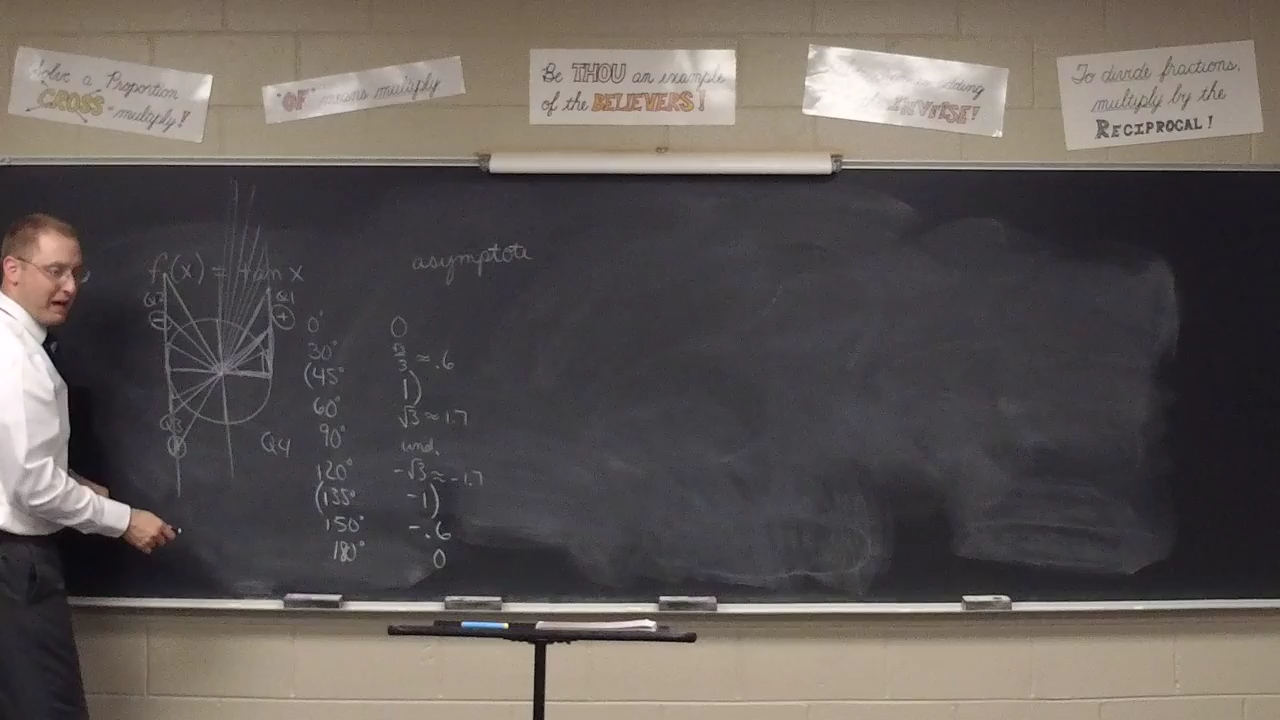 Solve a Proportion
"CROSS" multiply!
"OF" means multiply
Be THOU an example
of the BELIEVERS!
adding
INVERSE!
To divide fractions,
multiply by the
RECIPROCAL!
f(x) = tan x
asymptote
Q2
Q1
−
+
0° 0
30° √3/3 ≈ .6
(45° 1)
60° √3 ≈ 1.7
90° und.
120° -√3 ≈ -1.7
(135° -1)
150° -.6
180° 0
Q3
Q4
+